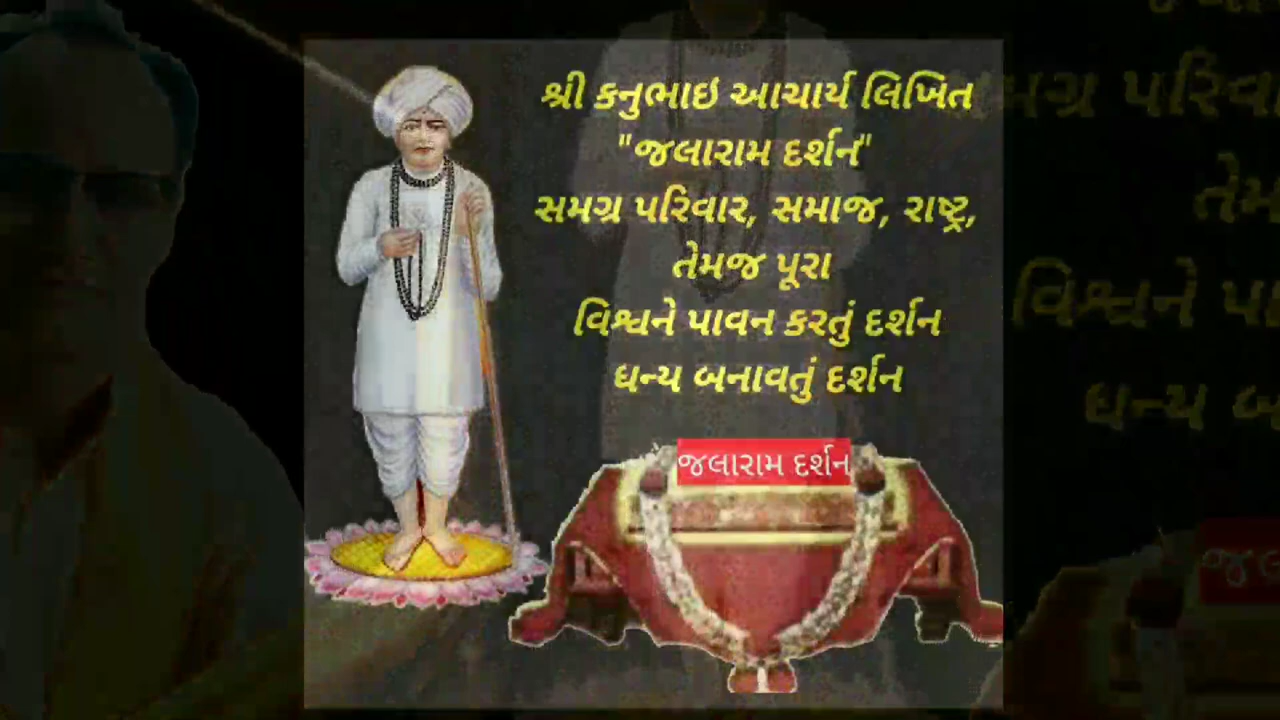 શ્રી કનુભાઇ આચાર્ય લિખિત
"જલારામ દર્શન"
સમગ્ર પરિવાર, સમાજ, રાષ્ટ્ર,
તેમજ પૂરા
વિશ્વને પાવન કરતું દર્શન
ધન્ય બનાવતું દર્શન
જલારામ દર્શન